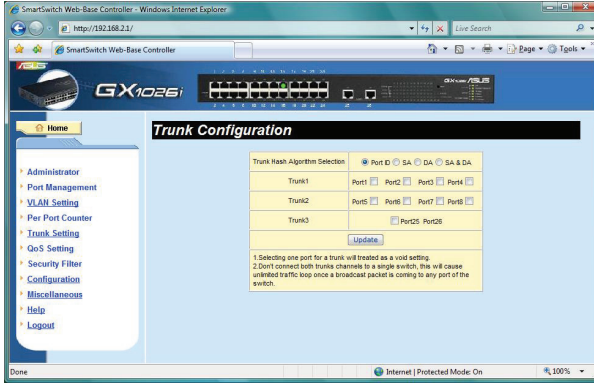 SmartSwitch Web-Base Controller - Windows Internet Explorer
http://192.168.2.1/
Live Search
SmartSwitch Web-Base Controller
Page
Tools
GX1026i
ASUS
Home
Trunk Configuration
Administrator
Port Management
VLAN Setting
Per Port Counter
Trunk Setting
QoS Setting
Security Filter
Configuration
Miscellaneous
Help
Logout
Trunk Hash Algorithm Selection Port ID SA DA SA & DA
Trunk1 Port1 Port2 Port3 Port4
Trunk2 Port5 Port6 Port7 Port8
Trunk3 Port25 Port26
Update
1.Selecting one port for a trunk will treated as a void setting.
2.Don't connect both trunks channels to a single switch, this will cause
unlimited traffic loop once a broadcast packet is coming to any port of the
switch.
Done
Internet | Protected Mode: On
100%